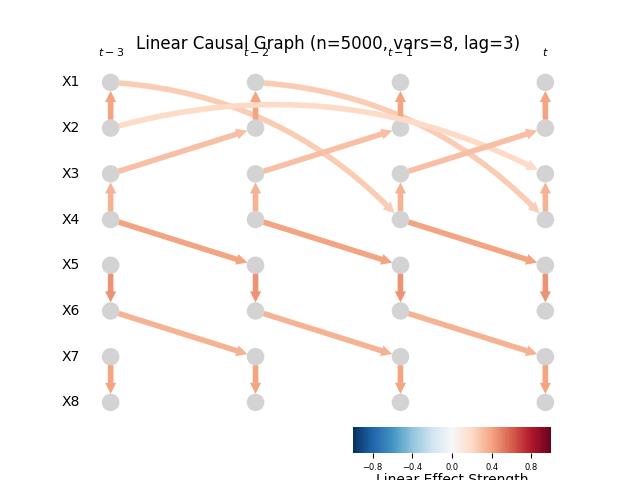 Linear Causal Graph (n=5000, vars=8, lag=3)
t−3 t−2 t−1 t
X1
X2
X3
X4
X5
X6
X7
X8
−0.8 −0.4 0.0 0.4 0.8
Linear Effect Strength